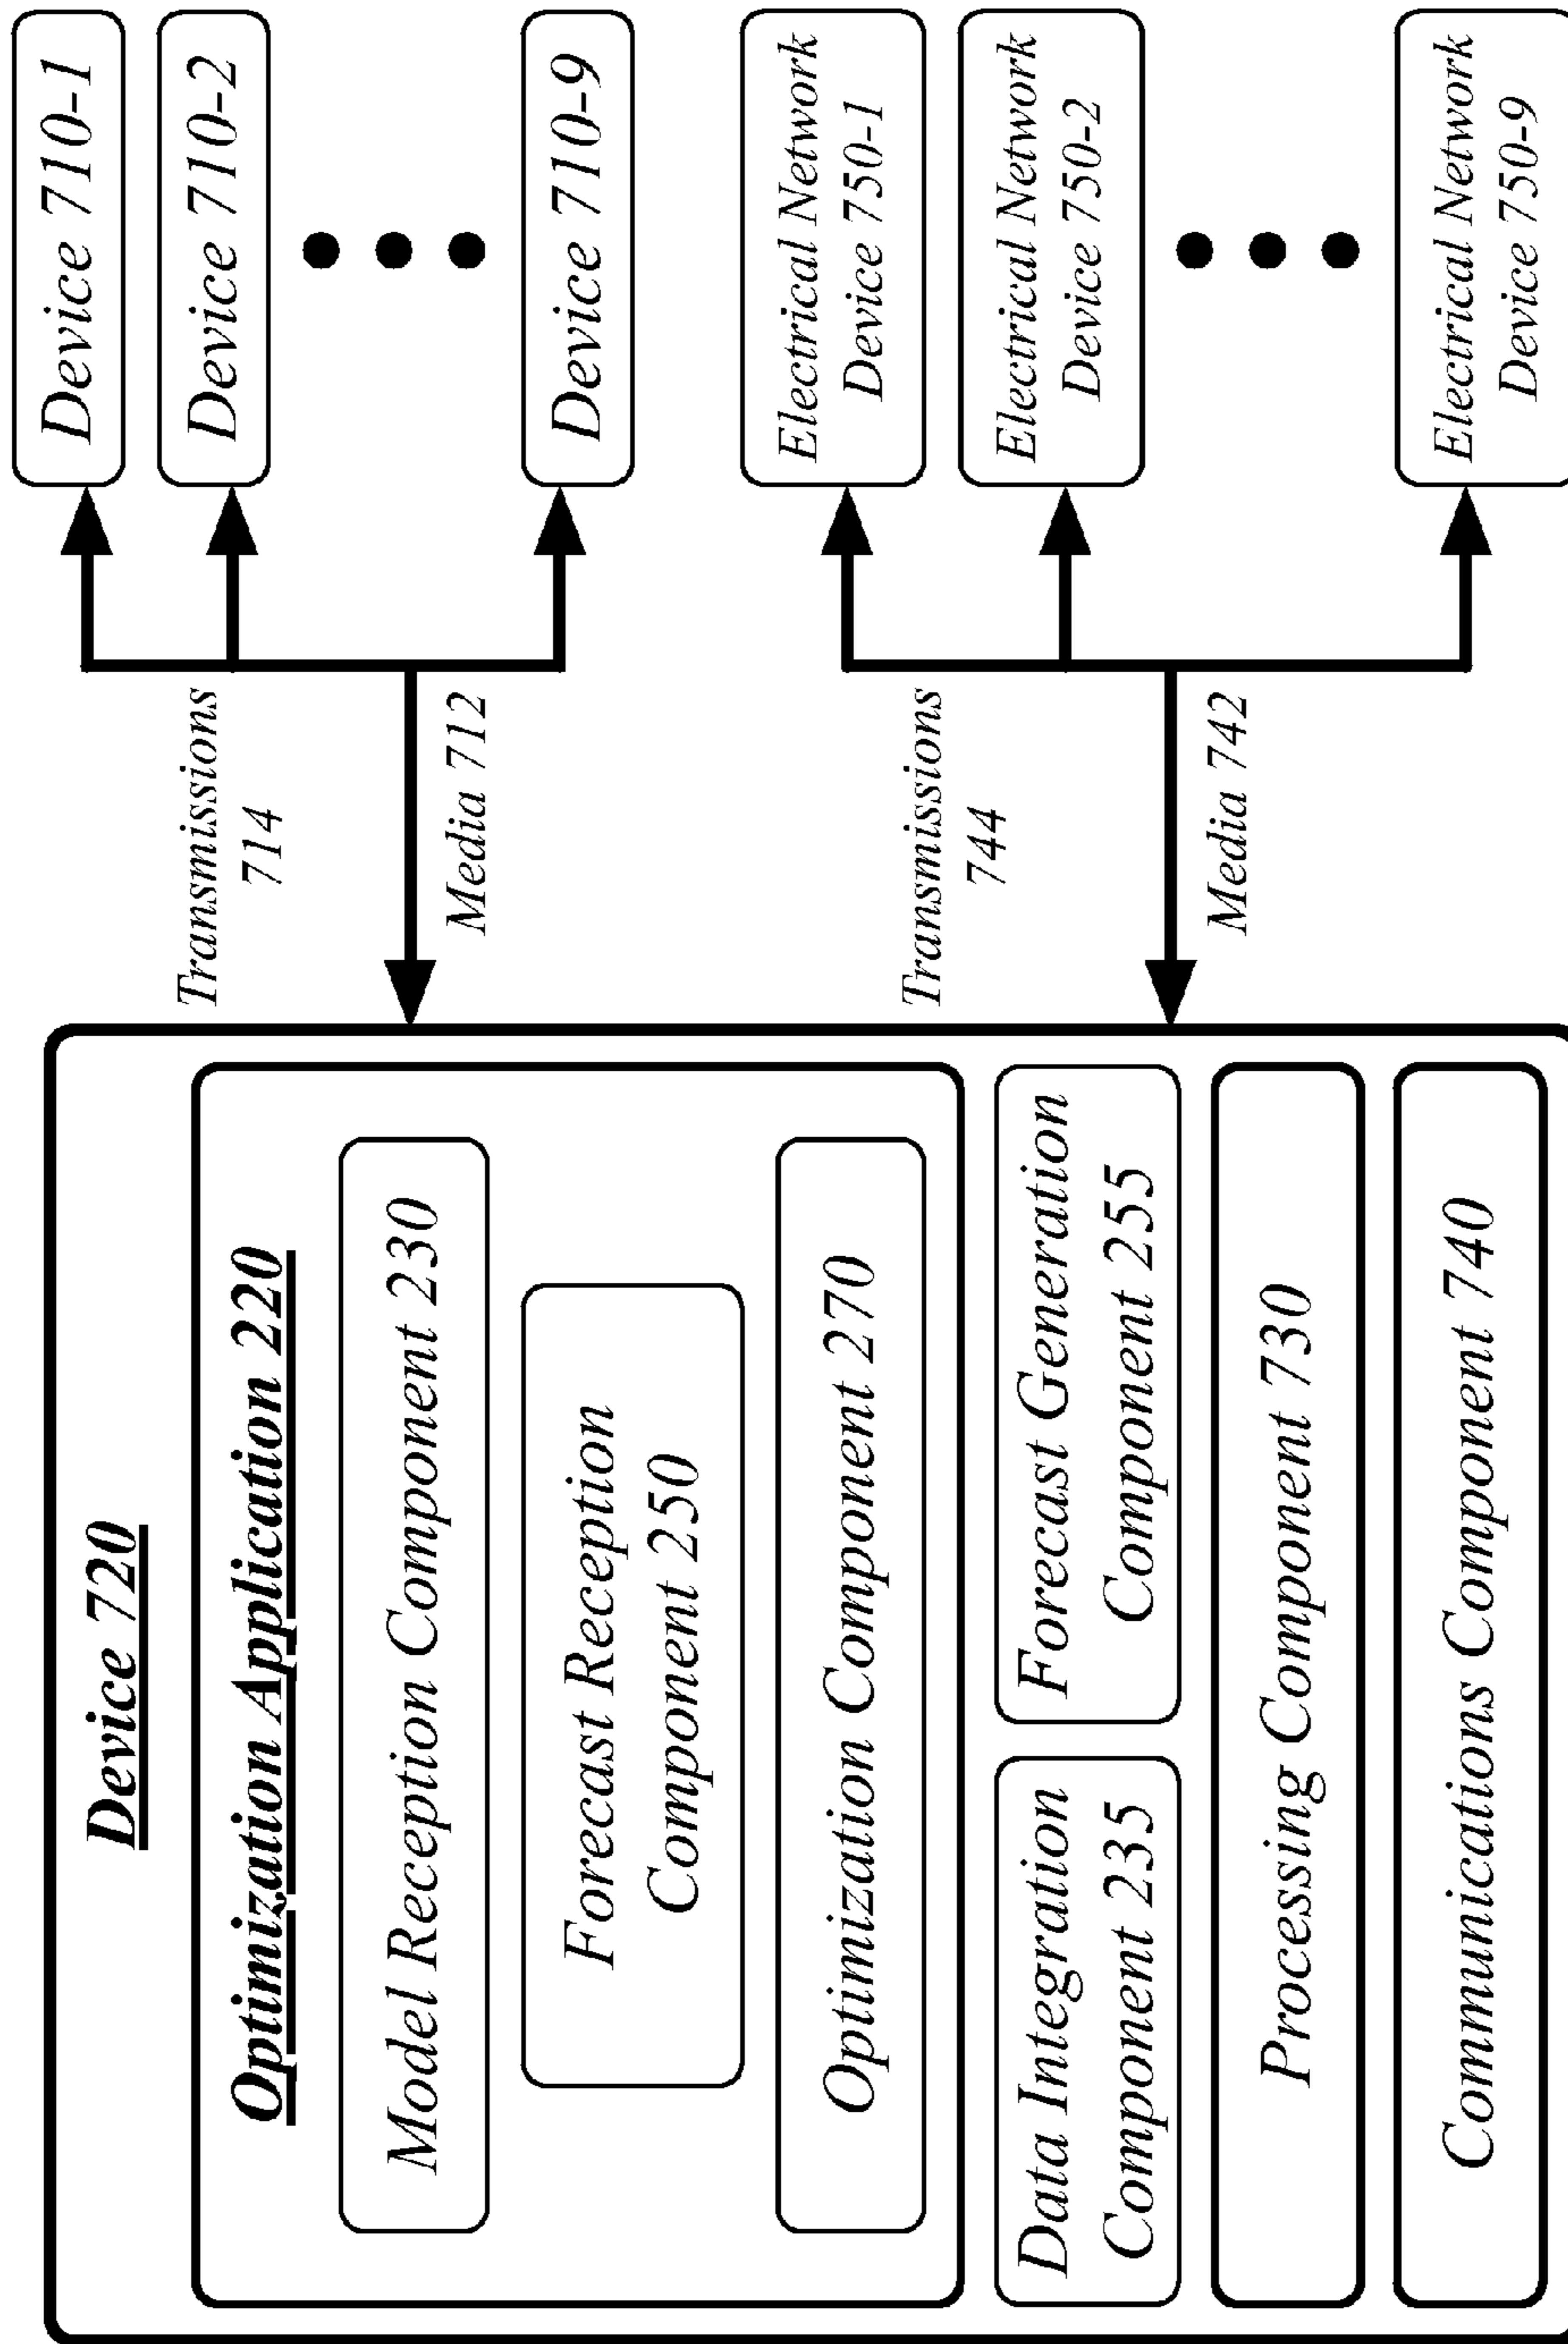 Device 720
Optimization Application 220
Model Reception Component 230
Forecast Reception
Component 250
Optimization Component 270
Data Integration
Component 235
Forecast Generation
Component 255
Processing Component 730
Communications Component 740
Transmissions
714
Media 712
Transmissions
744
Media 742
Device 710-1
Device 710-2
Device 710-9
Electrical Network
Device 750-1
Electrical Network
Device 750-2
Electrical Network
Device 750-9